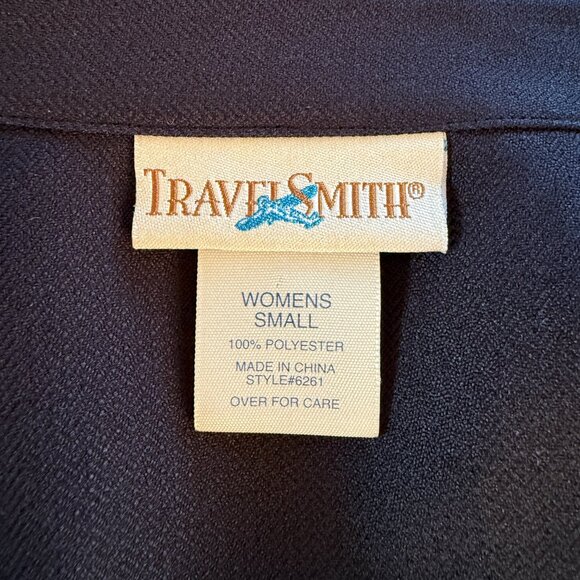 TRAVELSMITH®
WOMENS
SMALL
100% POLYESTER
MADE IN CHINA
STYLE#6261
OVER FOR CARE